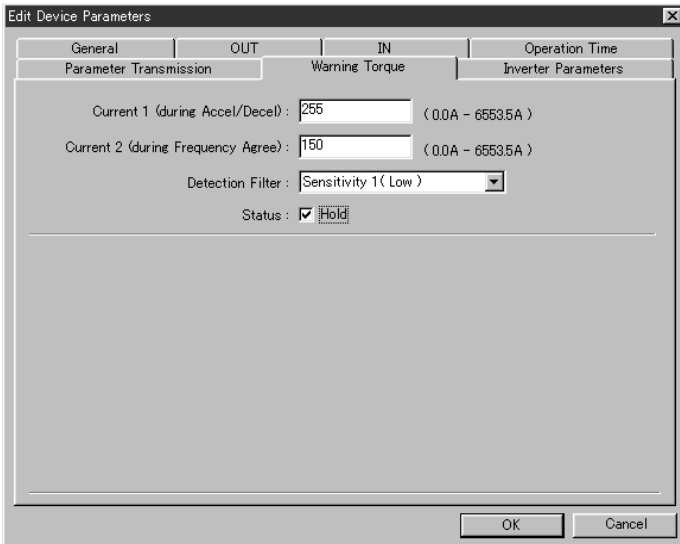 Edit Device Parameters
General OUT IN Operation Time
Parameter Transmission Warning Torque Inverter Parameters
Current 1 (during Accel/Decel) : 255 ( 0.0A - 6553.5A )
Current 2 (during Frequency Agree) : 150 ( 0.0A - 6553.5A )
Detection Filter : Sensitivity 1( Low )
Status : Hold
OK Cancel